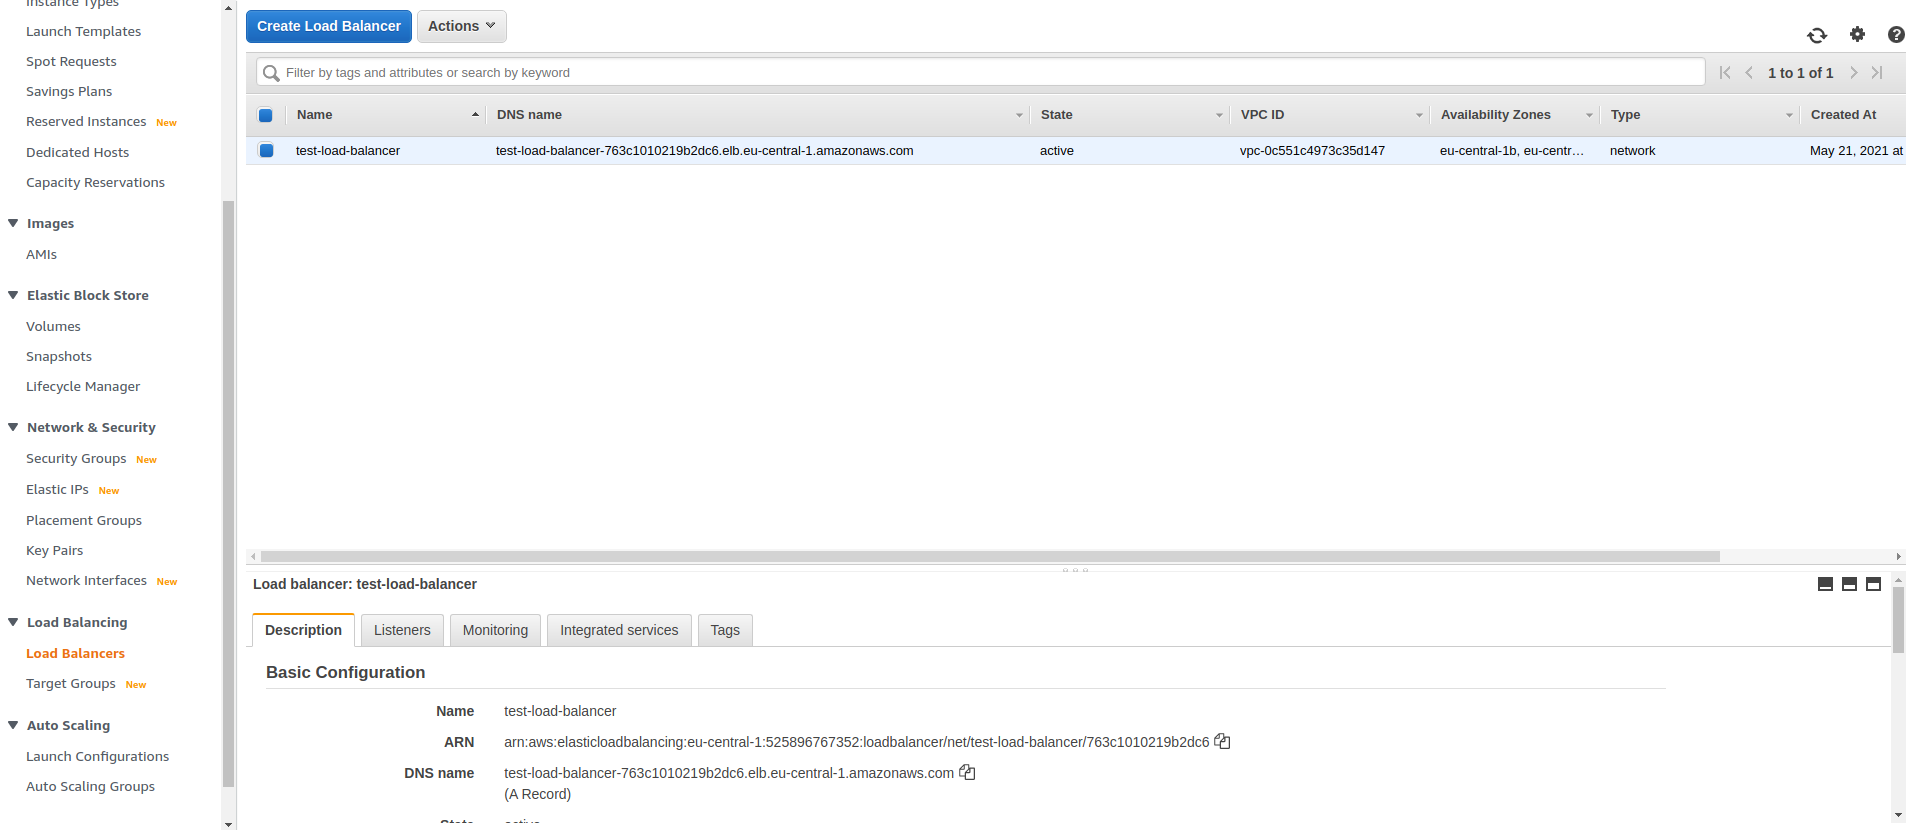 Instance Types
Launch Templates
Spot Requests
Savings Plans
Reserved Instances New
Dedicated Hosts
Capacity Reservations
Images
AMIs
Elastic Block Store
Volumes
Snapshots
Lifecycle Manager
Network & Security
Security Groups New
Elastic IPs New
Placement Groups
Key Pairs
Network Interfaces New
Load Balancing
Load Balancers
Target Groups New
Auto Scaling
Launch Configurations
Auto Scaling Groups
Create Load Balancer Actions
Filter by tags and attributes or search by keyword 1 to 1 of 1
Name DNS name State VPC ID Availability Zones Type Created At
test-load-balancer test-load-balancer-763c1010219b2dc6.elb.eu-central-1.amazonaws.com active vpc-0c551c4973c35d147 eu-central-1b, eu-centr... network May 21, 2021 at
Load balancer: test-load-balancer
Description Listeners Monitoring Integrated services Tags
Basic Configuration
Name test-load-balancer
ARN arn:aws:elasticloadbalancing:eu-central-1:525896767352:loadbalancer/net/test-load-balancer/763c1010219b2dc6
DNS name test-load-balancer-763c1010219b2dc6.elb.eu-central-1.amazonaws.com
(A Record)
State active